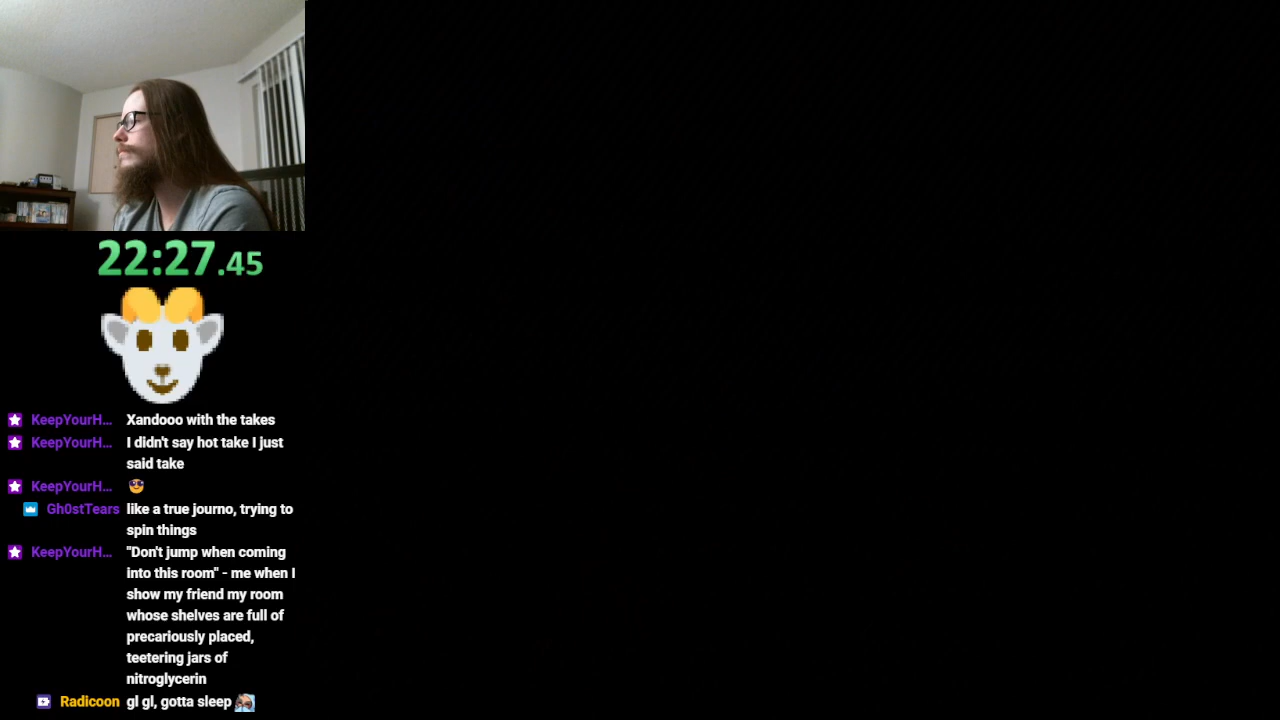 22:27.45
KeepYourH... Xandooo with the takes
KeepYourH... I didn't say hot take I just
said take
KeepYourH...
Gh0stTears like a true journo, trying to
spin things
KeepYourH... "Don't jump when coming
into this room" - me when I
show my friend my room
whose shelves are full of
precariously placed,
teetering jars of
nitroglycerin
Radicoon gl gl, gotta sleep